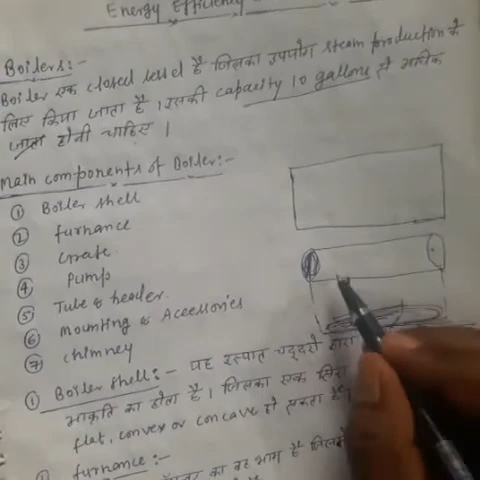 Energy Efficiency
Boilers :-
Boiler एक closed vessel है जिसका उपयोग steam production के
लिए किया जाता है । इसकी capacity 10 gallons से अधिक
होनी चाहिए ।
Main components of Boiler :-
① Boiler shell
② furnance
③ Grate
④ Pump
⑤ Tube & header.
⑥ Mounting & Accessories
⑦ chimney
① Boiler shell :- यह इस्पात चद्दरों द्वारा
आकृति का होता है । जिसका एक सिरा
flat, convex or concave हो सकता है
furnance :-
का वह भाग है जिसमें